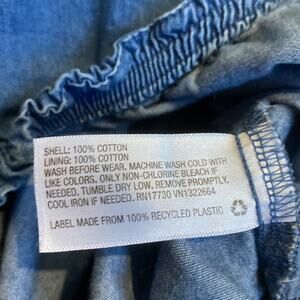 SHELL: 100% COTTON
LINING: 100% COTTON
WASH BEFORE WEAR. MACHINE WASH COLD WITH
LIKE COLORS. ONLY NON-CHLORINE BLEACH IF
NEEDED. TUMBLE DRY LOW. REMOVE PROMPTLY.
COOL IRON IF NEEDED. RN17730 VN1322664
LABEL MADE FROM 100% RECYCLED PLASTIC